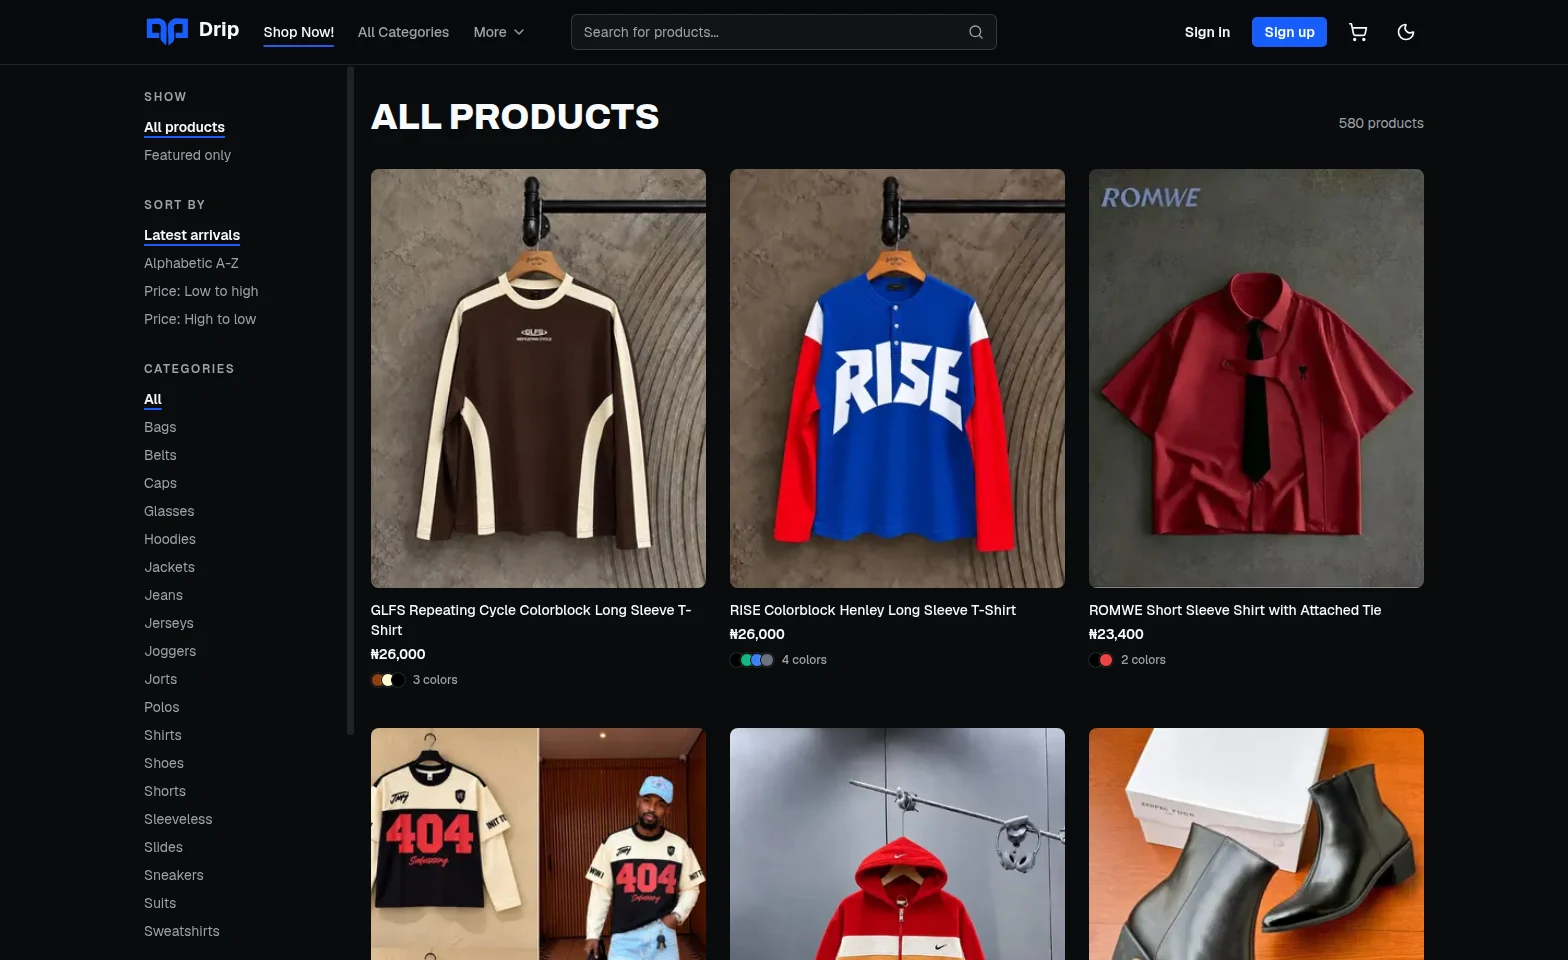 Drip
Shop Now!
All Categories
More
Search for products...
Sign In
Sign up
SHOW
All products
Featured only
SORT BY
Latest arrivals
Alphabetic A-Z
Price: Low to high
Price: High to low
CATEGORIES
All
Bags
Belts
Caps
Glasses
Hoodies
Jackets
Jeans
Jerseys
Joggers
Jorts
Polos
Shirts
Shoes
Shorts
Sleeveless
Slides
Sneakers
Suits
Sweatshirts
ALL PRODUCTS
580 products
GLFS
REPEATING CYCLE
GLFS Repeating Cycle Colorblock Long Sleeve T-
Shirt
₦26,000
3 colors
RISE
RISE Colorblock Henley Long Sleeve T-Shirt
₦26,000
4 colors
ROMWE
ROMWE Short Sleeve Shirt with Attached Tie
₦23,400
2 colors
404
404